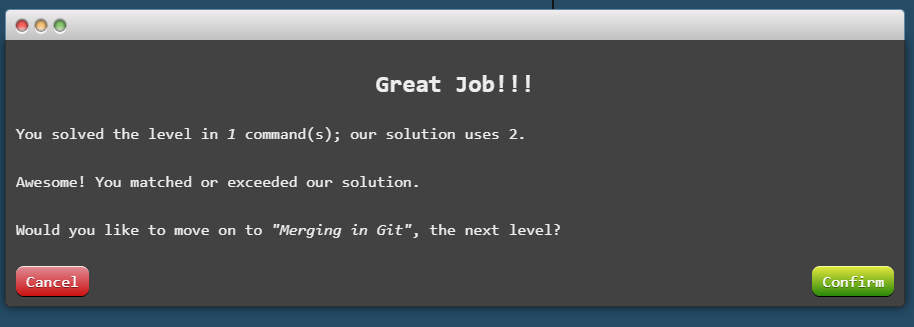 Great Job!!!
You solved the level in 1 command(s); our solution uses 2.
Awesome! You matched or exceeded our solution.
Would you like to move on to "Merging in Git", the next level?
Cancel
Confirm